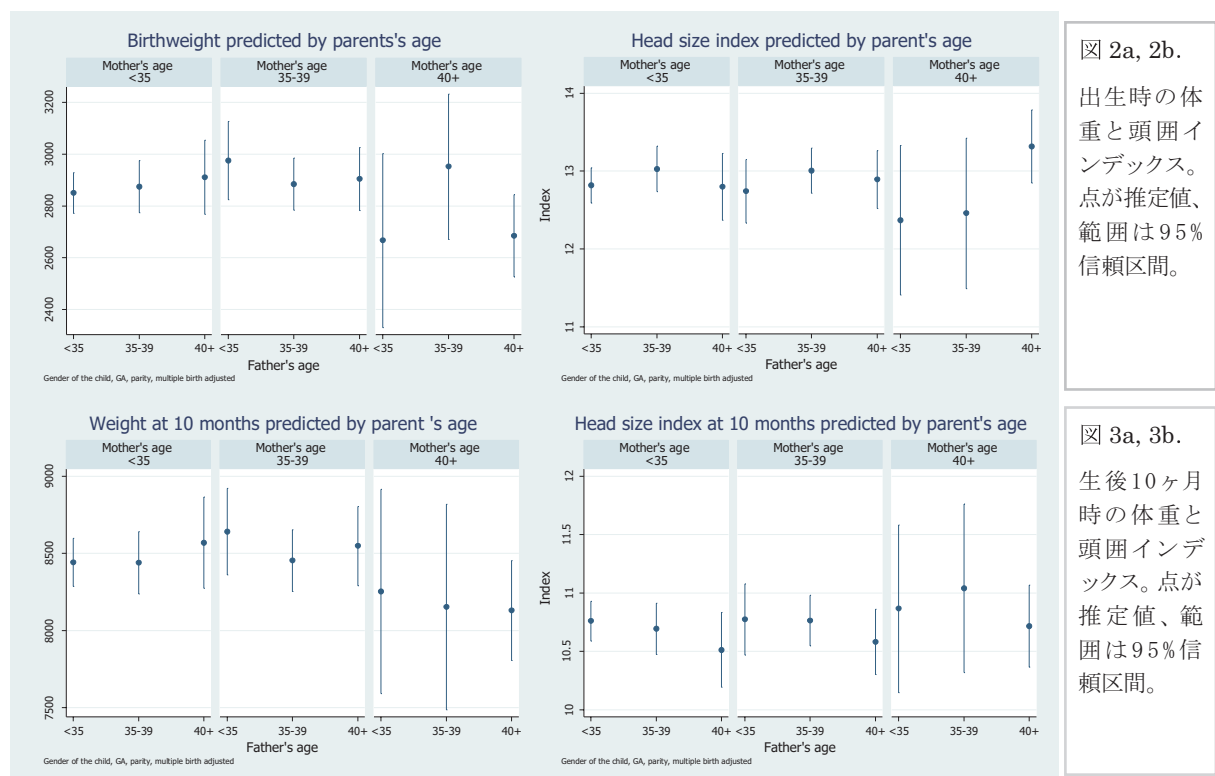 Birthweight predicted by parents's age
Mother's age
<35
Mother's age
35-39
Mother's age
40+
3200
3000
2800
2600
2400
<35
35-39
40+
<35
35-39
40+
<35
35-39
40+
Father's age
Gender of the child, GA, parity, multiple birth adjusted
Head size index predicted by parent's age
Mother's age
<35
Mother's age
35-39
Mother's age
40+
Index
14
13
12
11
<35
35-39
40+
<35
35-39
40+
<35
35-39
40+
Father's age
Gender of the child, GA, parity, multiple birth adjusted
図 2a, 2b.
出生時の体
重と頭囲イ
ンデックス。
点が推定値、
範囲は95%
信頼区間。
Weight at 10 months predicted by parent 's age
Mother's age
<35
Mother's age
35-39
Mother's age
40+
9000
8500
8000
7500
<35
35-39
40+
<35
35-39
40+
<35
35-39
40+
Father's age
Gender of the child, GA, parity, multiple birth adjusted
Head size index at 10 months predicted by parent's age
Mother's age
<35
Mother's age
35-39
Mother's age
40+
Index
12
11.5
11
10.5
10
<35
35-39
40+
<35
35-39
40+
<35
35-39
40+
Father's age
Gender of the child, GA, parity, multiple birth adjusted
図 3a, 3b.
生後10ヶ月
時の体重と
頭囲インデ
ックス。点が
推定値、範
囲は95%信
頼区間。